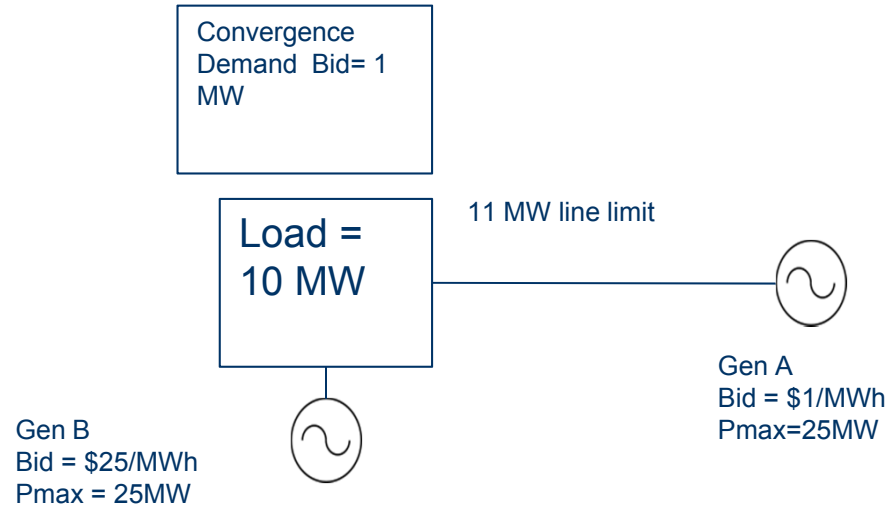 Convergence
Demand Bid= 1
MW
Load =
10 MW
11 MW line limit
Gen A
Bid = $1/MWh
Pmax=25MW
Gen B
Bid = $25/MWh
Pmax = 25MW